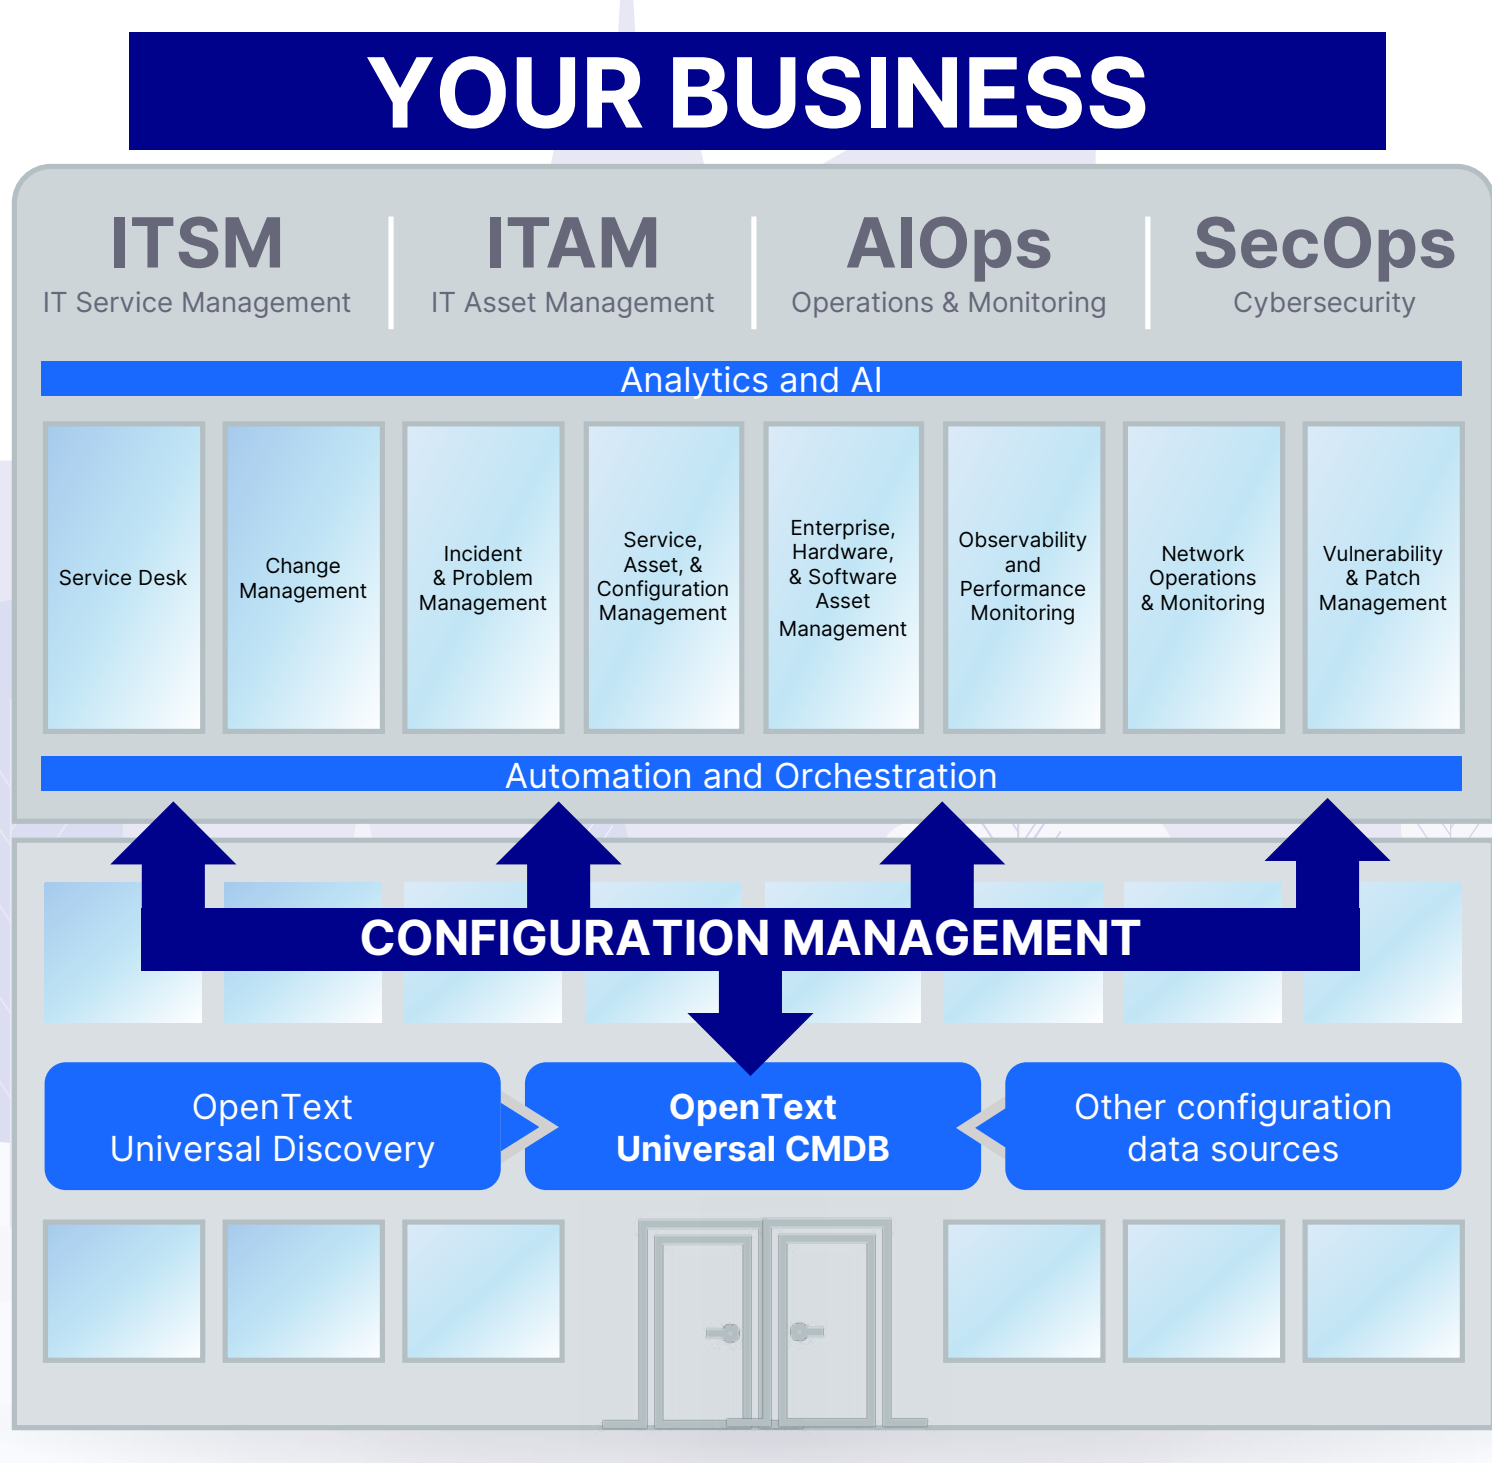 YOUR BUSINESS
ITSM
IT Service Management
ITAM
IT Asset Management
AIOps
Operations & Monitoring
SecOps
Cybersecurity
Analytics and AI
Service Desk
Change
Management
Incident
& Problem
Management
Service,
Asset, &
Configuration
Management
Enterprise,
Hardware,
& Software
Asset
Management
Observability
and
Performance
Monitoring
Network
Operations
& Monitoring
Vulnerability
& Patch
Management
Automation and Orchestration
CONFIGURATION MANAGEMENT
OpenText
Universal Discovery
OpenText
Universal CMDB
Other configuration
data sources